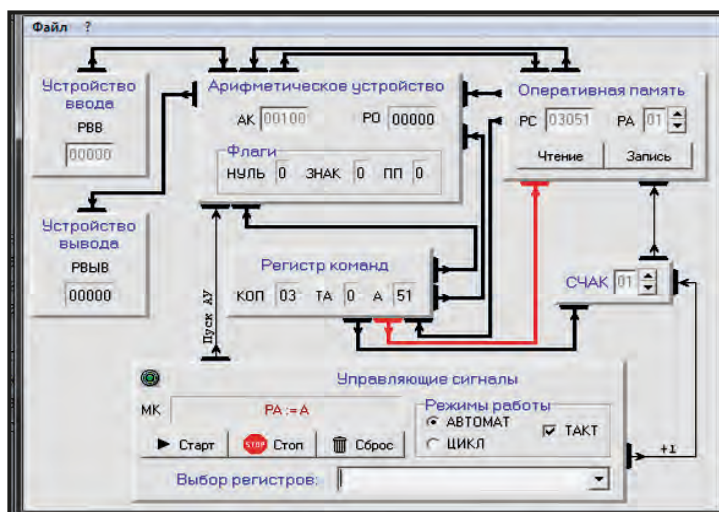 Файл ?
Устройство ввода
РВВ
00000
Арифметическое устройство
АК 00100 РО 00000
Флаги
НУЛЬ 0 ЗНАК 0 ПП 0
Оперативная память
РС 03051 РА 01
Чтение Запись
Устройство вывода
РВЫВ
00000
Регистр команд
КОП 03 ТА 0 А 51
СЧАК 01
Пуск АУ
Управляющие сигналы
МК РА := А
Режимы работы
АВТОМАТ
ЦИКЛ
ТАКТ
Старт STOP Стоп Сброс
+1
Выбор регистров: